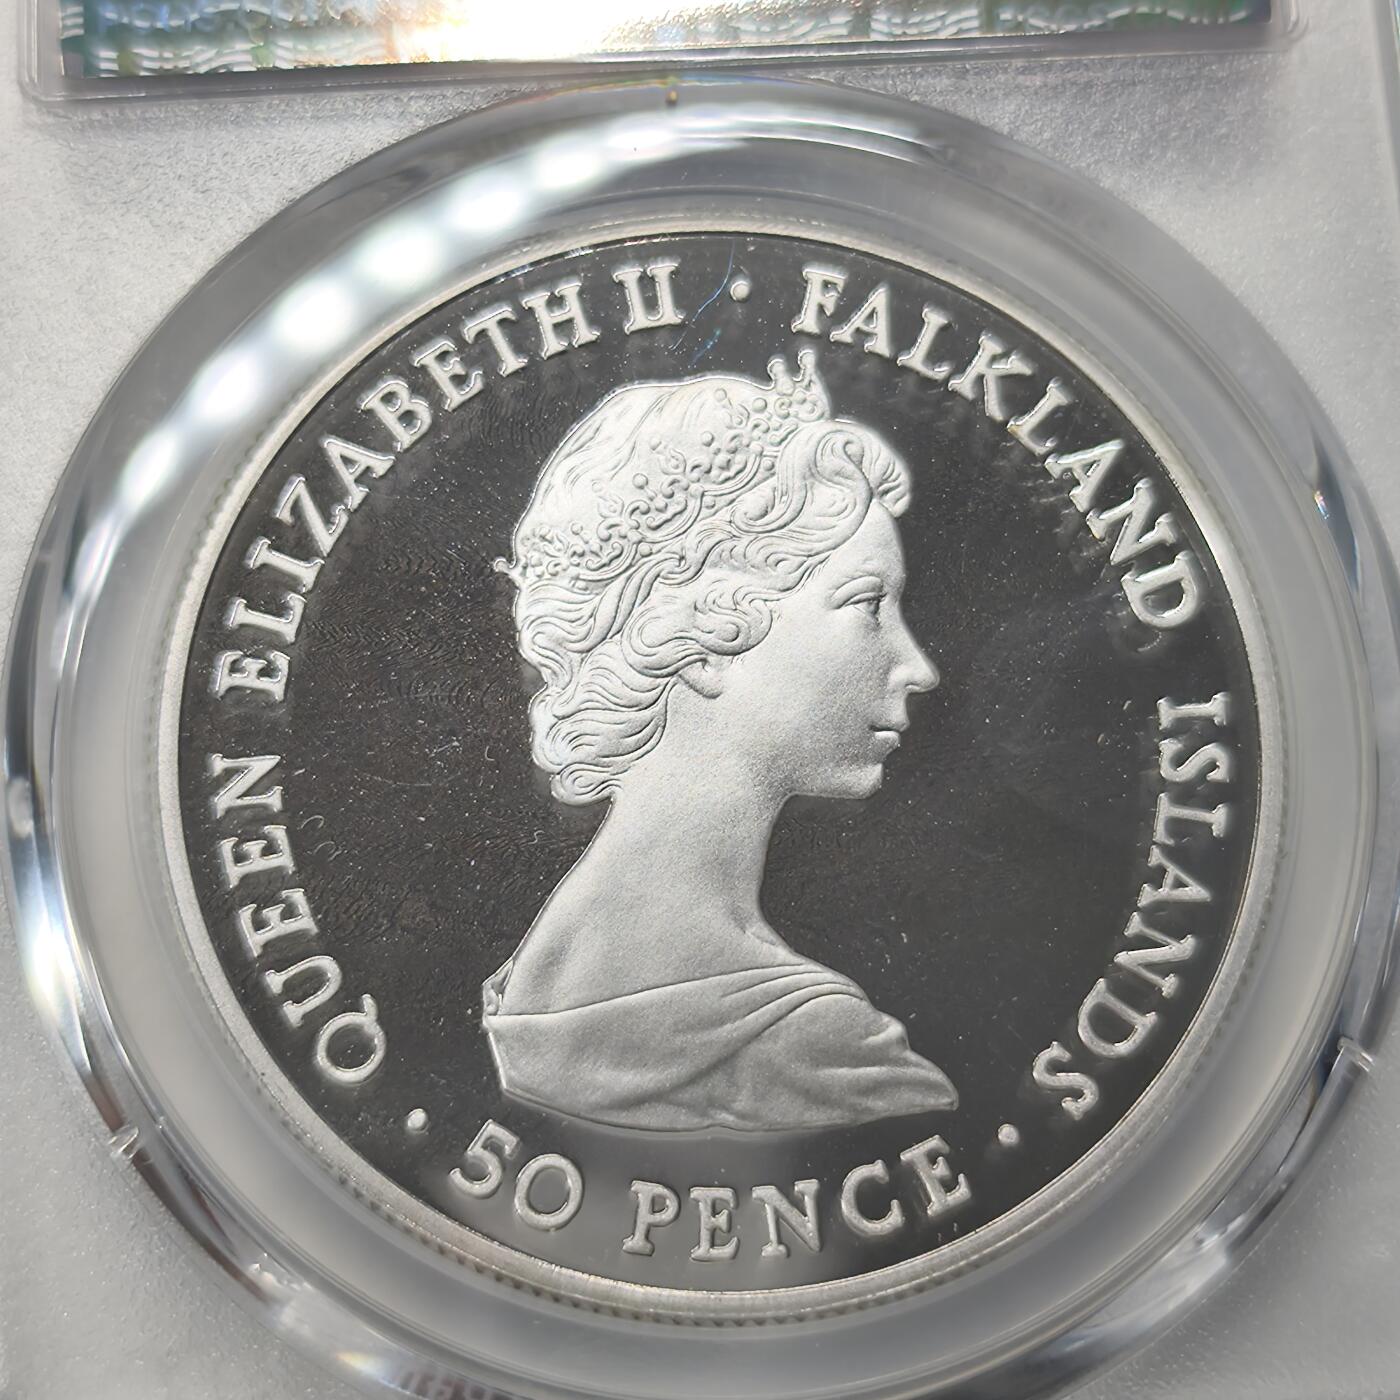 QUEEN ELIZABETH II · FALKLAND ISLANDS ·
50 PENCE ·